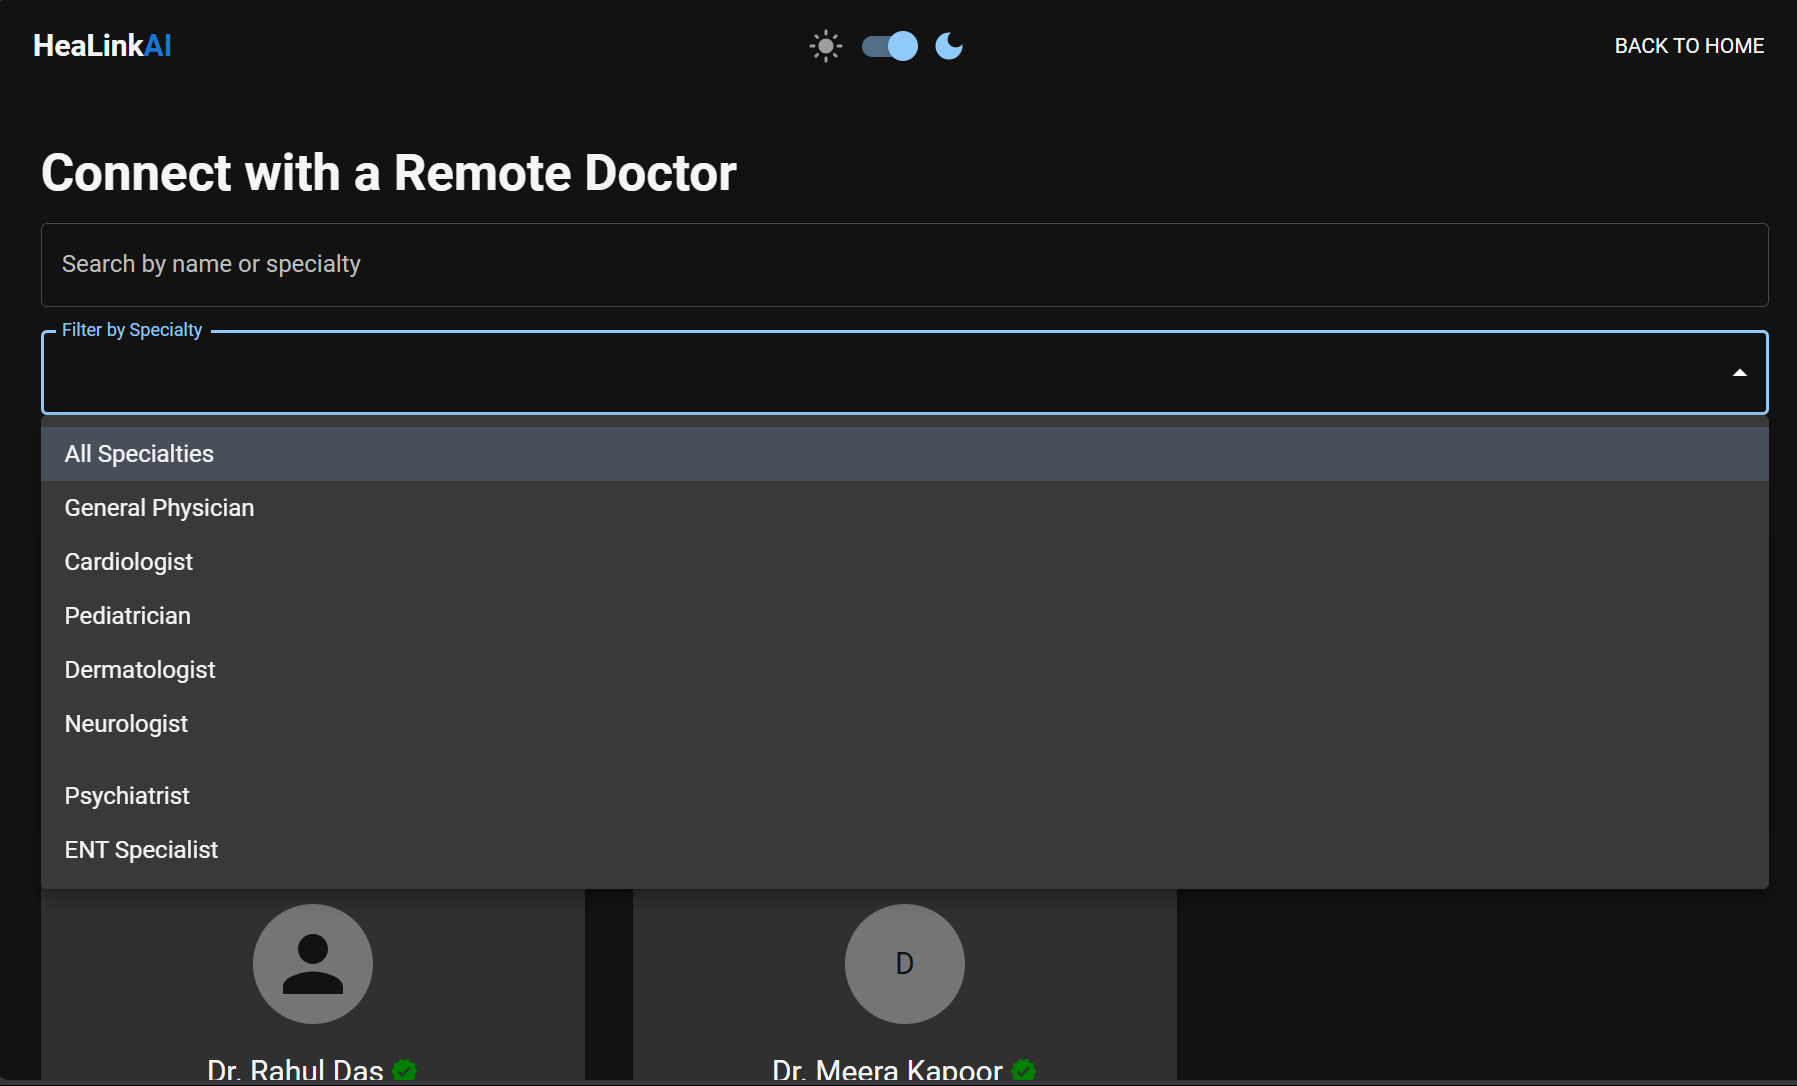 HeaLinkAI
BACK TO HOME
Connect with a Remote Doctor
Search by name or specialty
Filter by Specialty
All Specialties
General Physician
Cardiologist
Pediatrician
Dermatologist
Neurologist
Psychiatrist
ENT Specialist
D
Dr. Rahul Das
Dr. Meera Kapoor